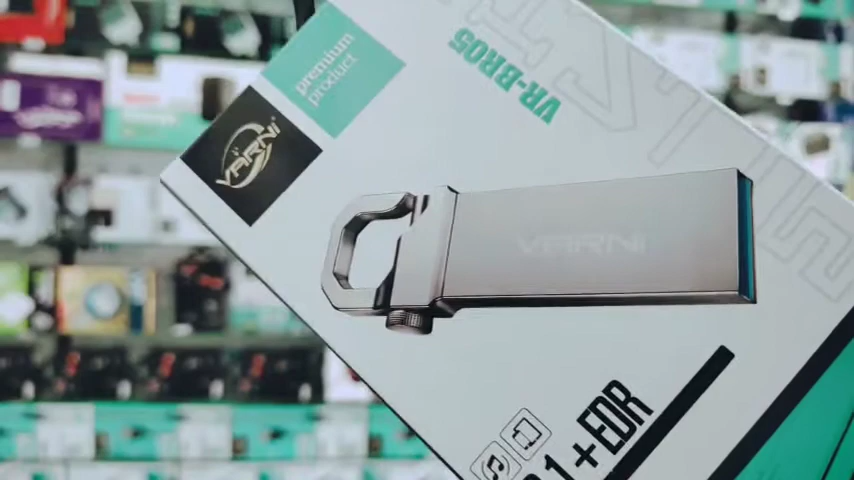 premium
product
VARNI
VR-BR05
VARNI
1+EDR